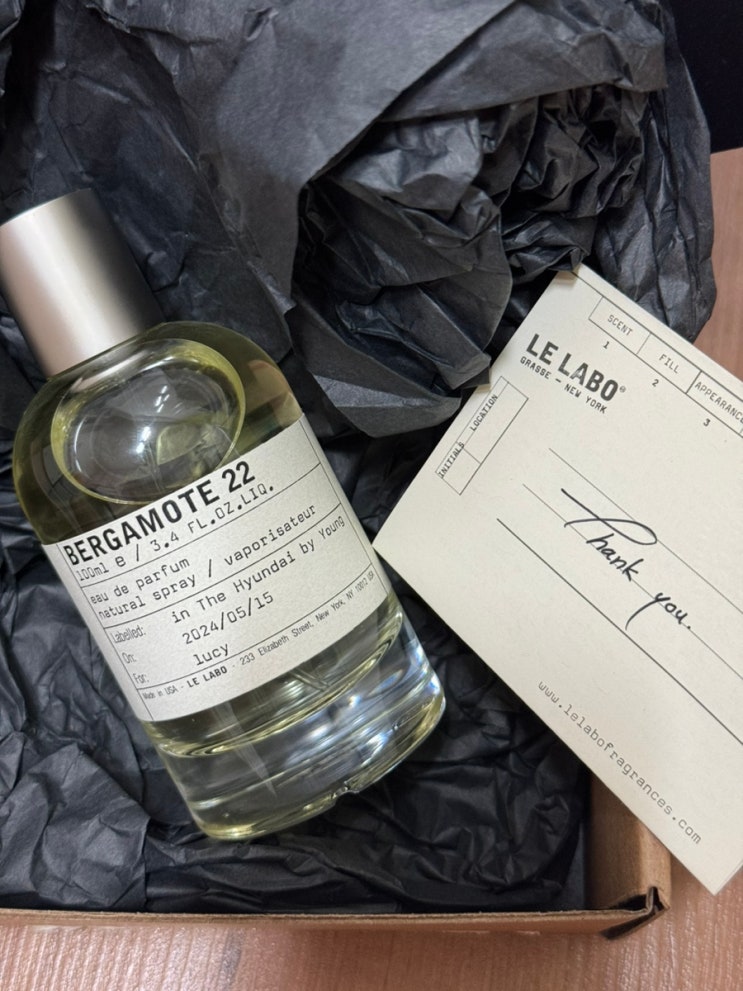 BERGAMOTE 22
100ml e / 3.4 FL.OZ.LIQ.
eau de parfum
natural spray / vaporisateur
Labelled: in The Hyundai by Young
On: 2024/05/15
For: lucy
Made in USA - LE LABO - 233 Elizabeth Street, New York, NY 10012 USA
SCENT FILL APPEARANCE
1 2 3
LE LABO®
GRASSE – NEW YORK
INITIALS LOCATION
Thank you.
www.lelabofragrances.com